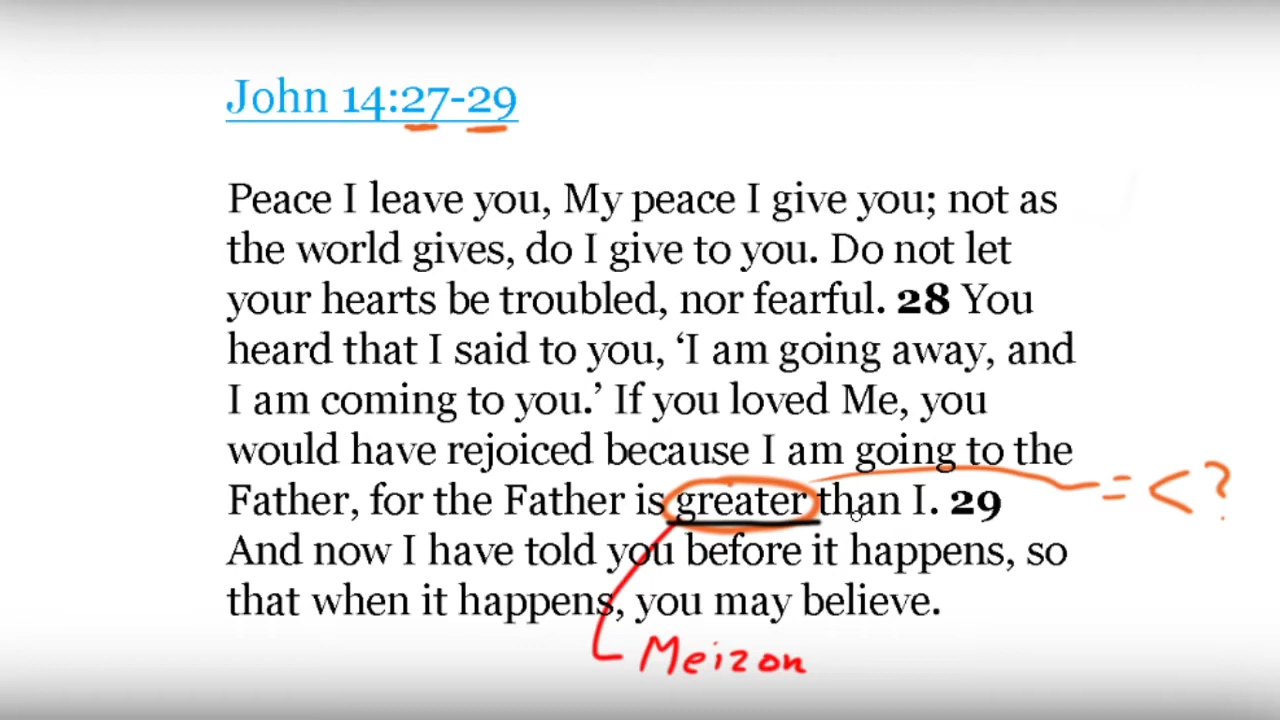 John 14:27-29
Peace I leave you, My peace I give you; not as
the world gives, do I give to you. Do not let
your hearts be troubled, nor fearful. 28 You
heard that I said to you, ‘I am going away, and
I am coming to you.’ If you loved Me, you
would have rejoiced because I am going to the
Father, for the Father is greater than I. 29
= < ?
And now I have told you before it happens, so
that when it happens, you may believe.
Meizon